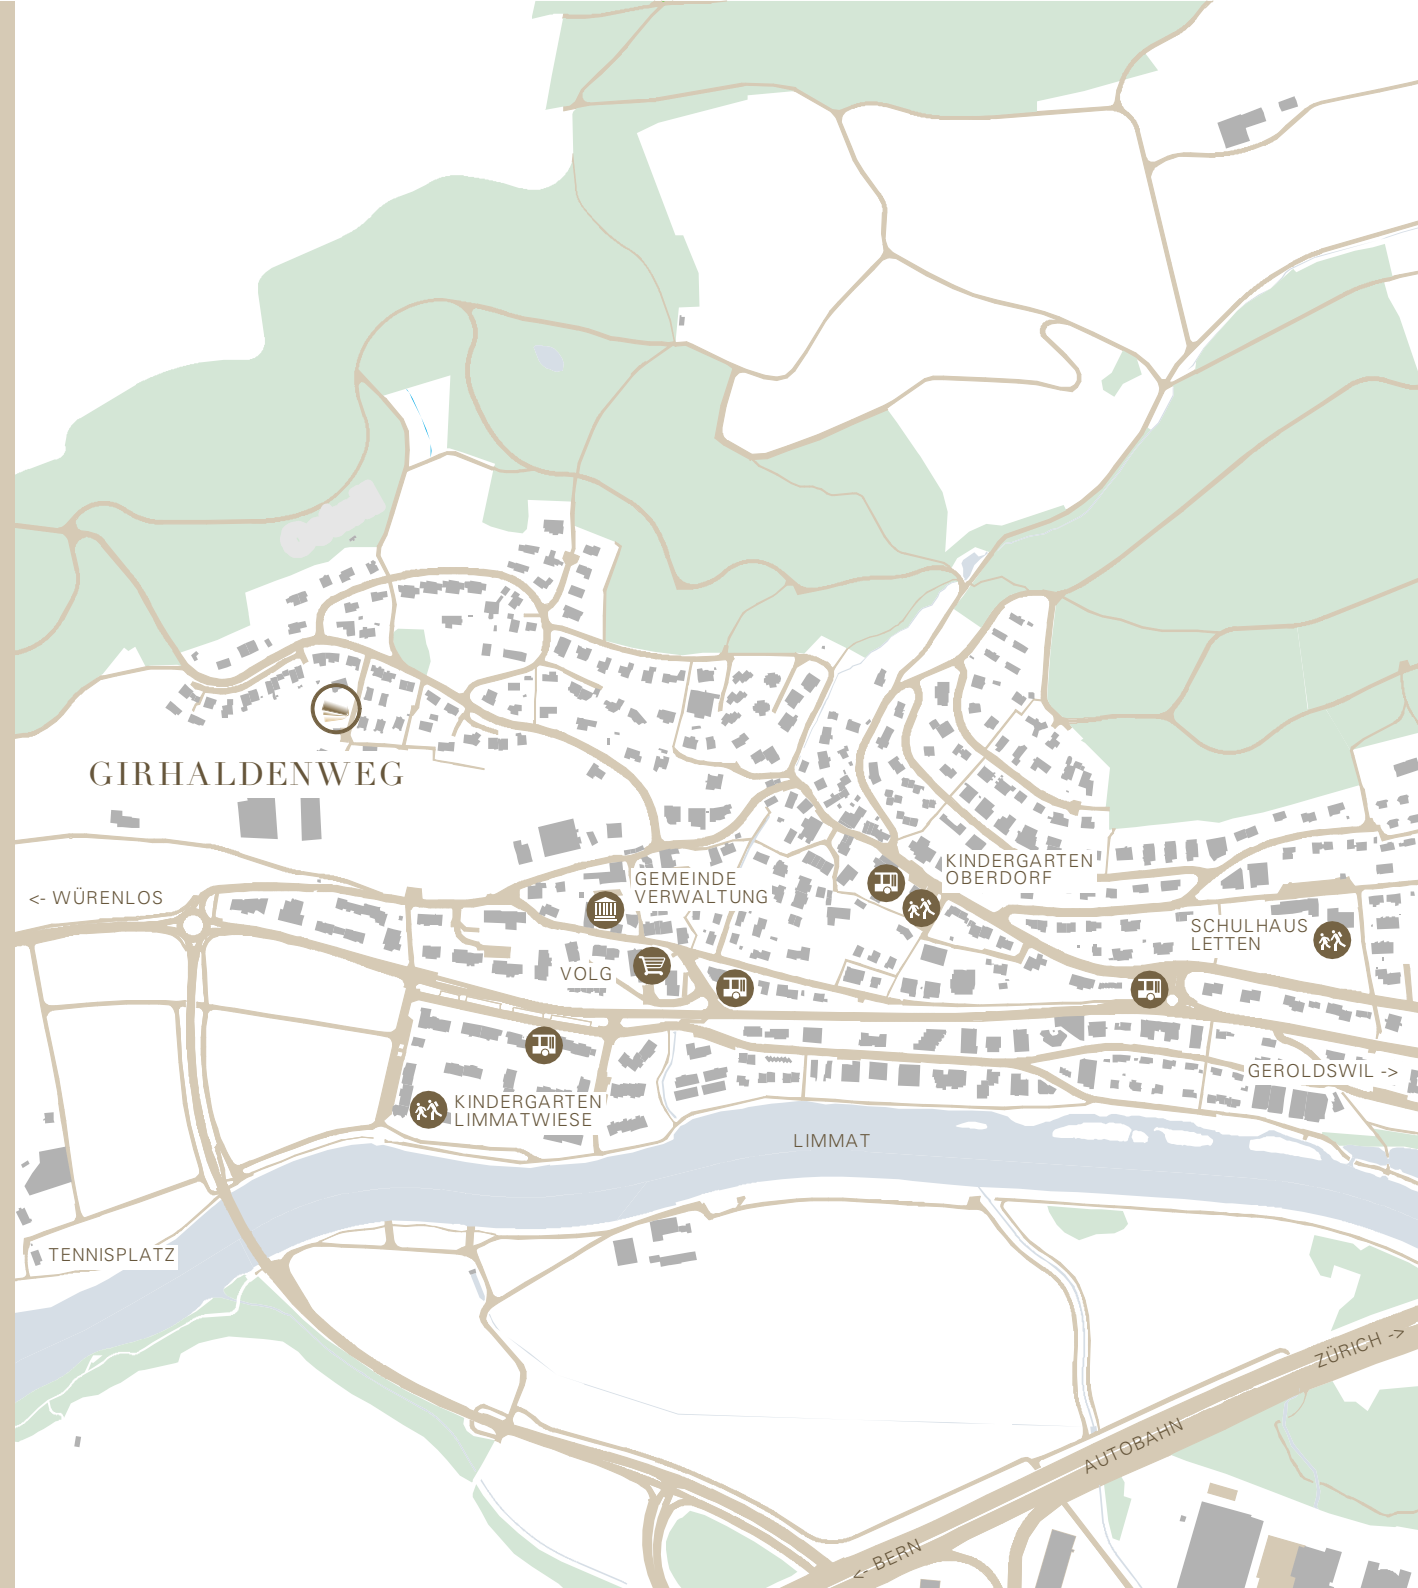 GIRHALDENWEG
KINDERGARTEN
OBERDORF
GEMEINDE
VERWALTUNG
<- WÜRENLOS
SCHULHAUS
LETTEN
VOLG
GEROLDSWIL ->
KINDERGARTEN
LIMMATWIESE
LIMMAT
TENNISPLATZ
ZÜRICH ->
AUTOBAHN
<- BERN